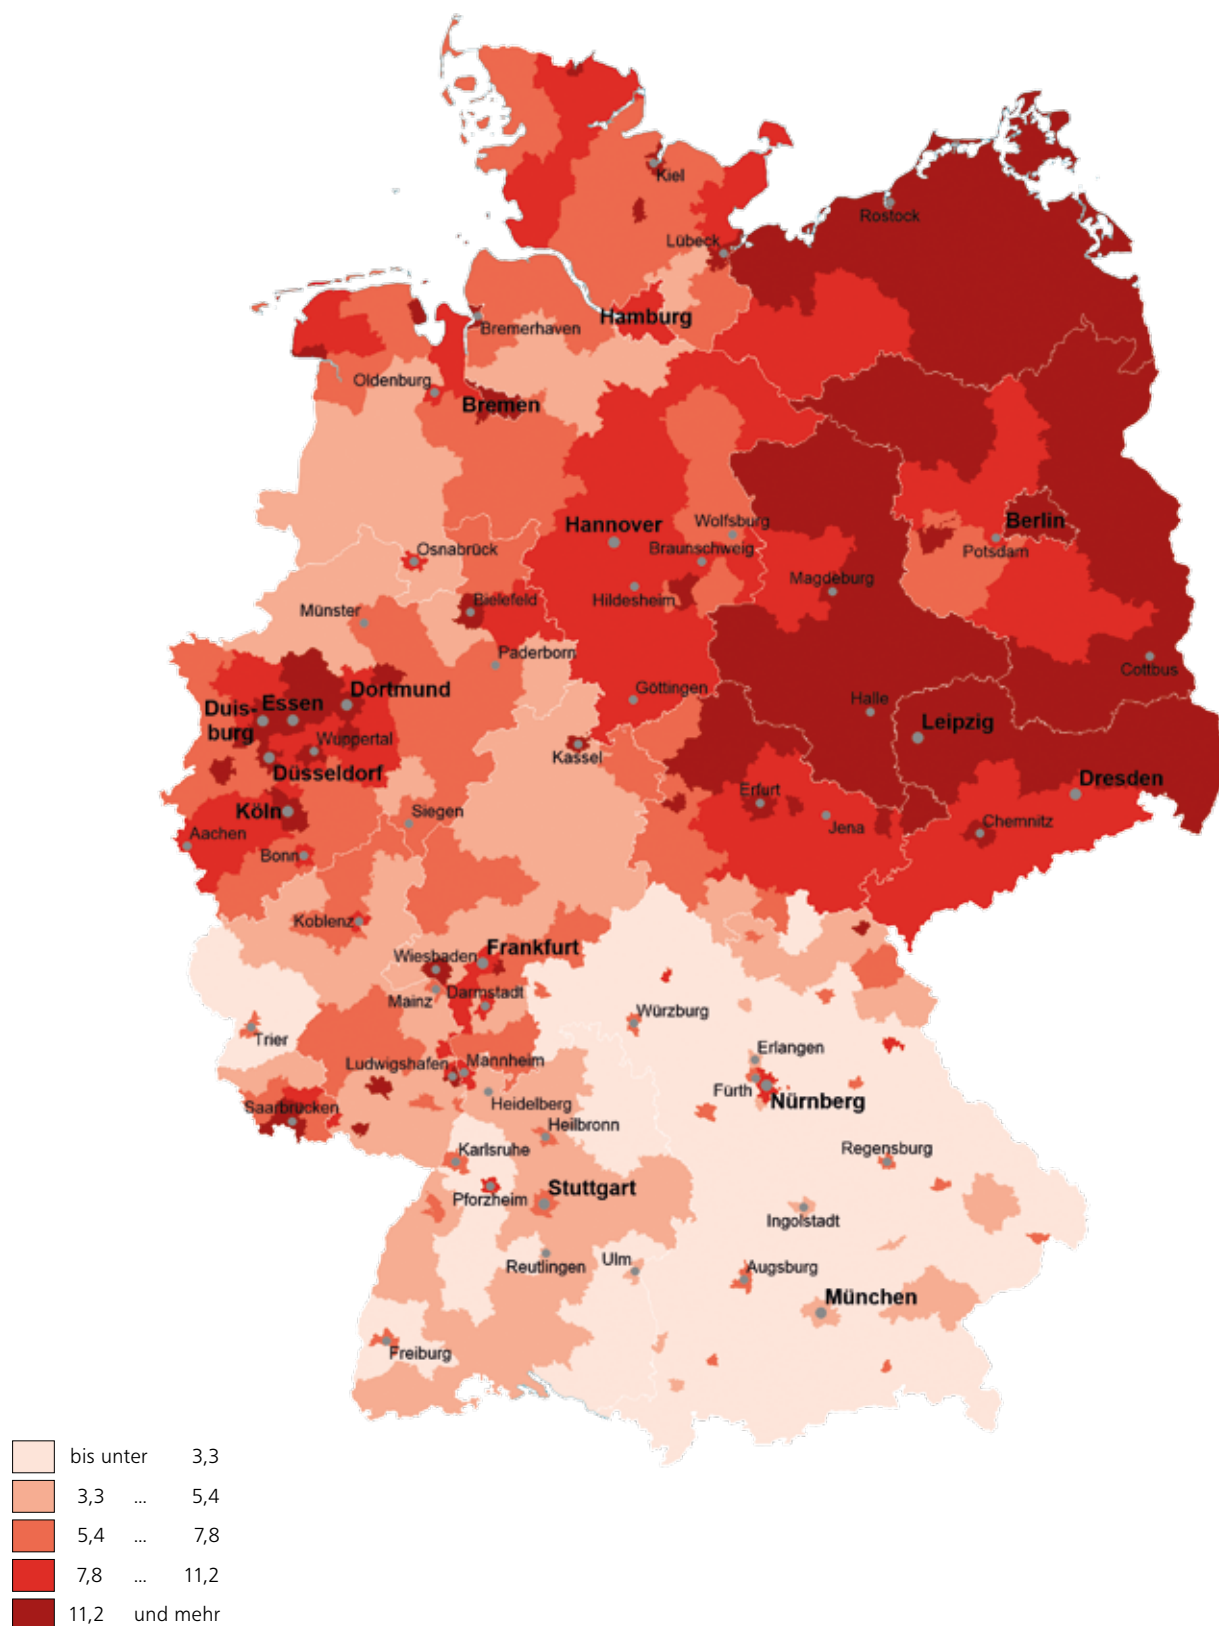 Kiel
Rostock
Lübeck
Hamburg
Bremerhaven
Oldenburg
Bremen
Hannover
Wolfsburg
Berlin
Braunschweig
Potsdam
Osnabrück
Magdeburg
Hildesheim
Bielefeld
Münster
Paderborn
Cottbus
Göttingen
Dortmund
Halle
Essen
Duis-
burg
Leipzig
Wuppertal
Kassel
Düsseldorf
Dresden
Erfurt
Köln
Siegen
Jena
Chemnitz
Aachen
Bonn
Koblenz
Frankfurt
Wiesbaden
Mainz
Darmstadt
Würzburg
Trier
Erlangen
Ludwigshafen
Mannheim
Fürth
Nürnberg
Heidelberg
Saarbrücken
Heilbronn
Karlsruhe
Regensburg
Stuttgart
Pforzheim
Ingolstadt
Reutlingen
Ulm
Augsburg
München
Freiburg
bis unter 3,3
3,3 ... 5,4
5,4 ... 7,8
7,8 ... 11,2
11,2 und mehr